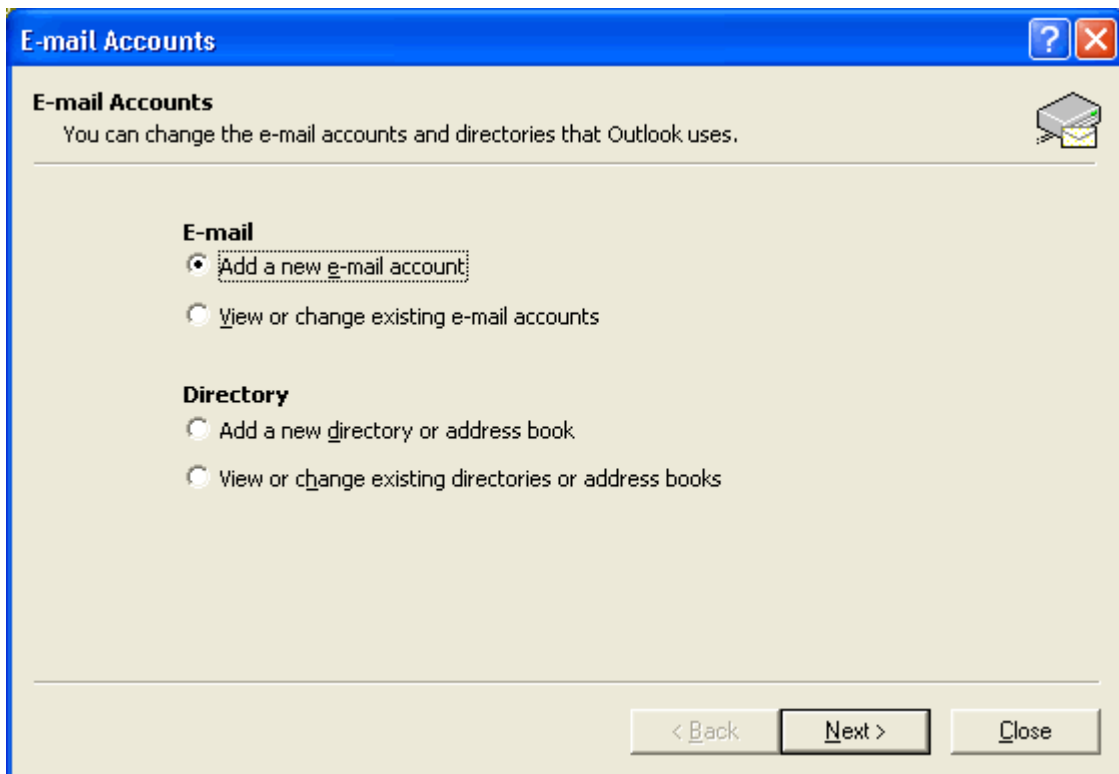 E-mail Accounts
?
E-mail Accounts
You can change the e-mail accounts and directories that Outlook uses.
E-mail
Add a new e-mail account
View or change existing e-mail accounts
Directory
Add a new directory or address book
View or change existing directories or address books
< Back Next > Close